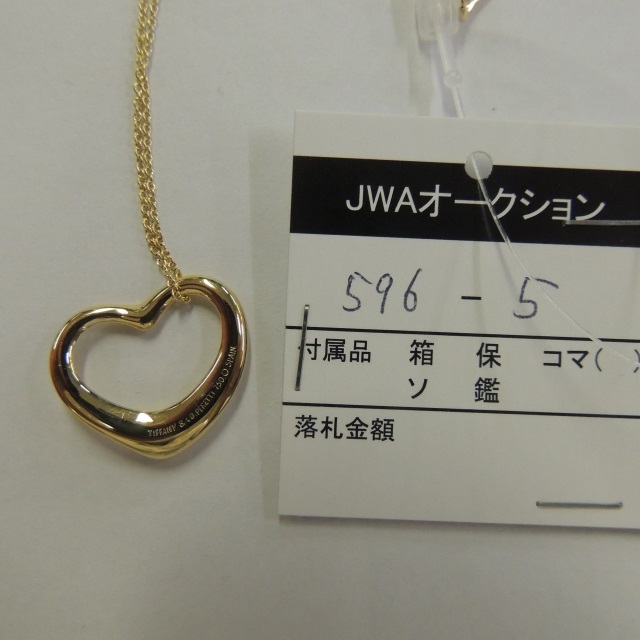 JWAオークション
596 - 5
付属品 箱 保 コマ( )
ソ 鑑
落札金額
TIFFANY & Co PERETTI 750 SPAIN